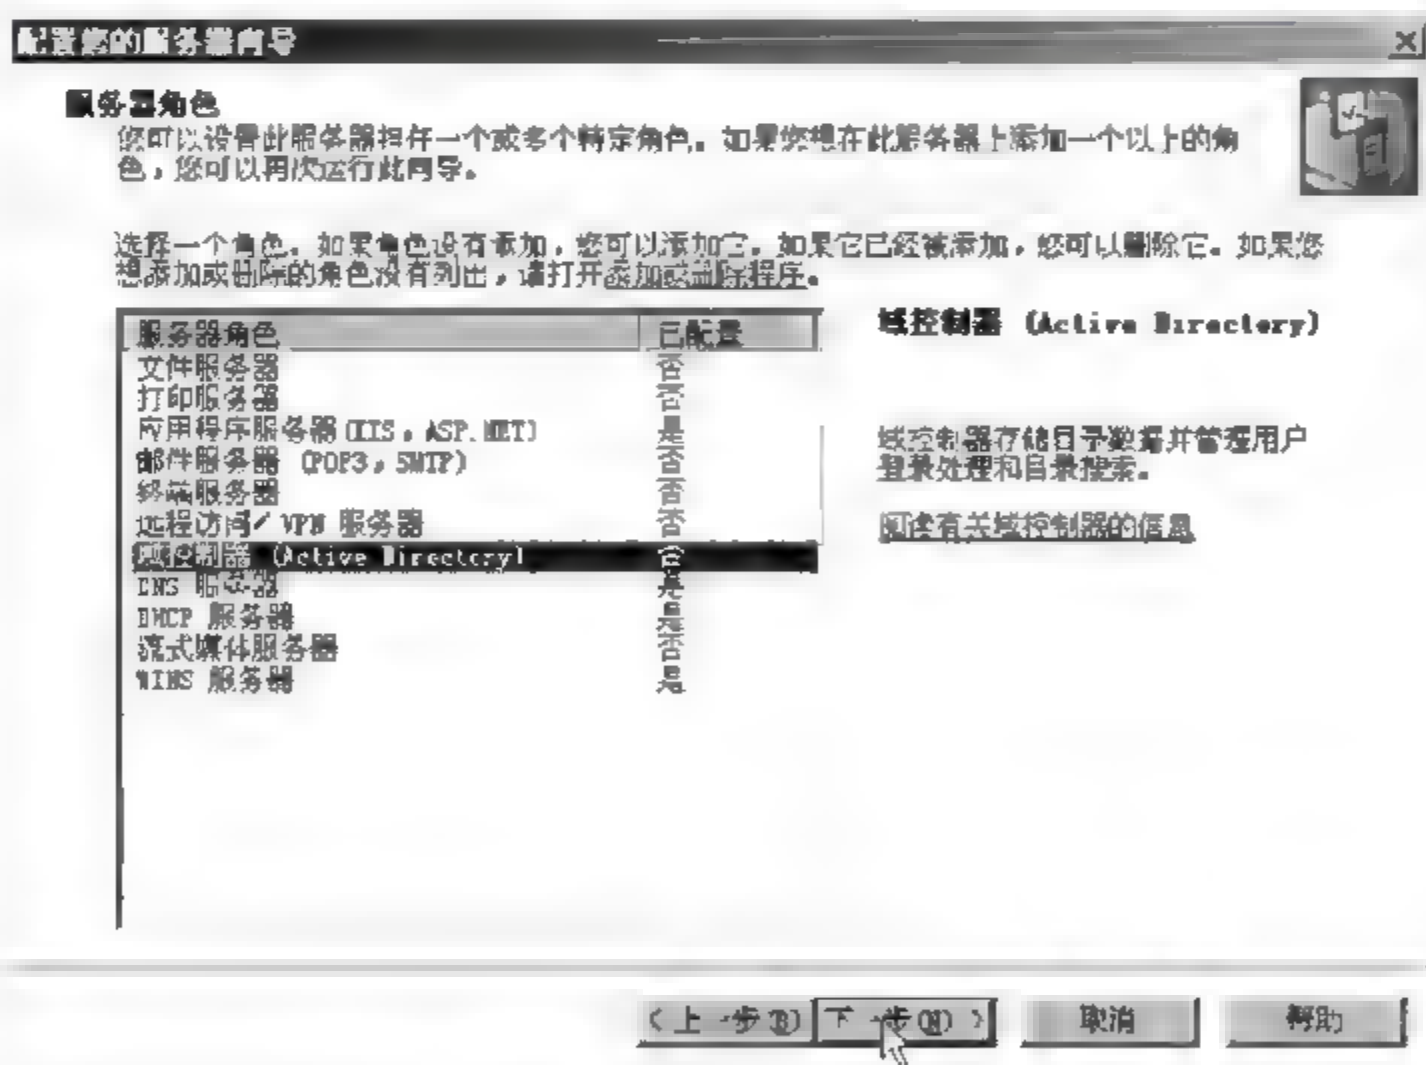 配置您的服务器向导
服务器角色
您可以设置此服务器担任一个或多个特定角色。如果您想在此服务器上添加一个以上的角
色，您可以再次运行此向导。
选择一个角色。如果角色没有添加，您可以添加它。如果它已经被添加，您可以删除它。如果您
想添加或删除的角色没有列出，请打开添加或删除程序。
服务器角色 已配置
文件服务器 否
打印服务器 否
应用程序服务器(IIS，ASP.NET) 是
邮件服务器 (POP3，SMTP) 否
终端服务器 否
远程访问/ VPN 服务器 否
域控制器 (Active Directory) 否
DNS 服务器 是
DHCP 服务器 是
流式媒体服务器 否
WINS 服务器 是
域控制器 (Active Directory)
域控制器存储目录数据并管理用户
登录处理和目录搜索。
阅读有关域控制器的信息
< 上一步(B) 下一步(N) > 取消 帮助